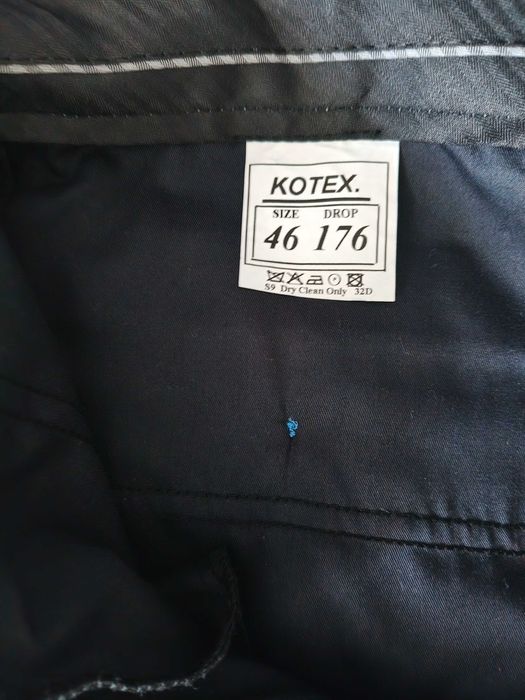 KOTEX.
SIZE DROP
46 176
S9 Dry Clean Only 32D